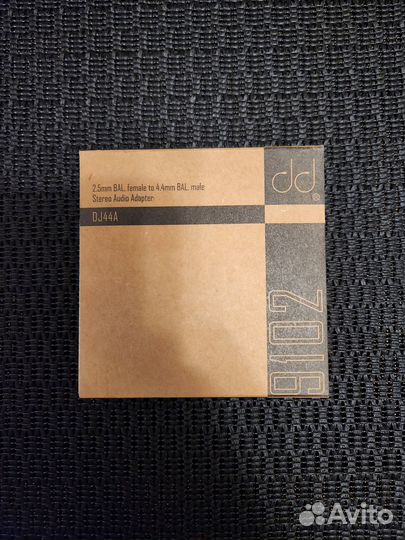 2.5mm BAL. female to 4.4mm BAL. male
Stereo Audio Adapter
DJ44A
dd®
2016
Avito